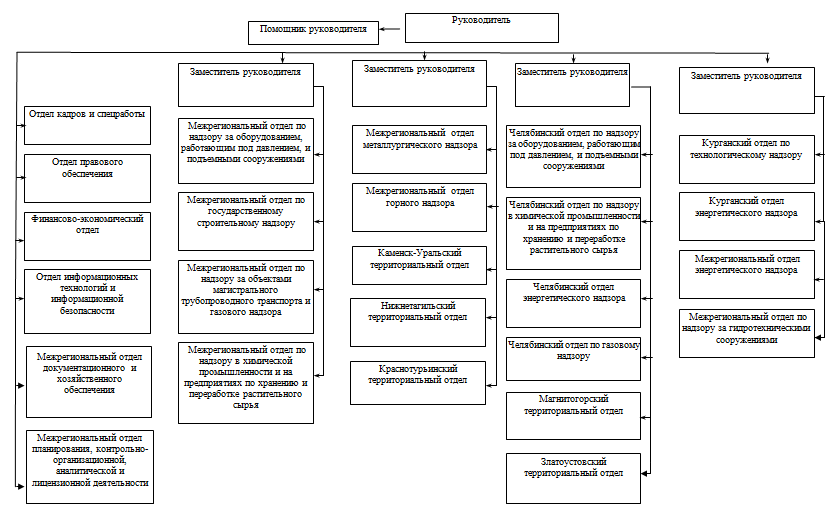 Руководитель
Помощник руководителя
Отдел кадров и спецработы
Отдел правового
обеспечения
Финансово-экономический
отдел
Отдел информационных
технологий и
информационной
безопасности
Межрегиональный отдел
документационного и
хозяйственного
обеспечения
Межрегиональный отдел
планирования, контрольно-
организационной,
аналитической и
лицензионной деятельности
Заместитель руководителя
Межрегиональный отдел по
надзору за оборудованием,
работающим под давлением, и
подъемными сооружениями
Межрегиональный отдел по
государственному
строительному надзору
Межрегиональный отдел по
надзору за объектами
магистрального
трубопроводного транспорта и
газового надзора
Межрегиональный отдел по
надзору в химической
промышленности и на
предприятиях по хранению и
переработке растительного
сырья
Заместитель руководителя
Межрегиональный отдел
металлургического надзора
Межрегиональный отдел
горного надзора
Каменск-Уральский
территориальный отдел
Нижнетагильский
территориальный отдел
Краснотурьинский
территориальный отдел
Заместитель руководителя
Челябинский отдел по надзору
за оборудованием, работающим
под давлением, и подъемными
сооружениями
Челябинский отдел по надзору
в химической промышленности
и на предприятиях по
хранению и переработке
растительного сырья
Челябинский отдел
энергетического надзора
Челябинский отдел по газовому
надзору
Магнитогорский
территориальный отдел
Златоустовский
территориальный отдел
Заместитель руководителя
Курганский отдел по
технологическому надзору
Курганский отдел
энергетического надзора
Межрегиональный отдел
энергетического надзора
Межрегиональный отдел по
надзору за гидротехническими
сооружениями